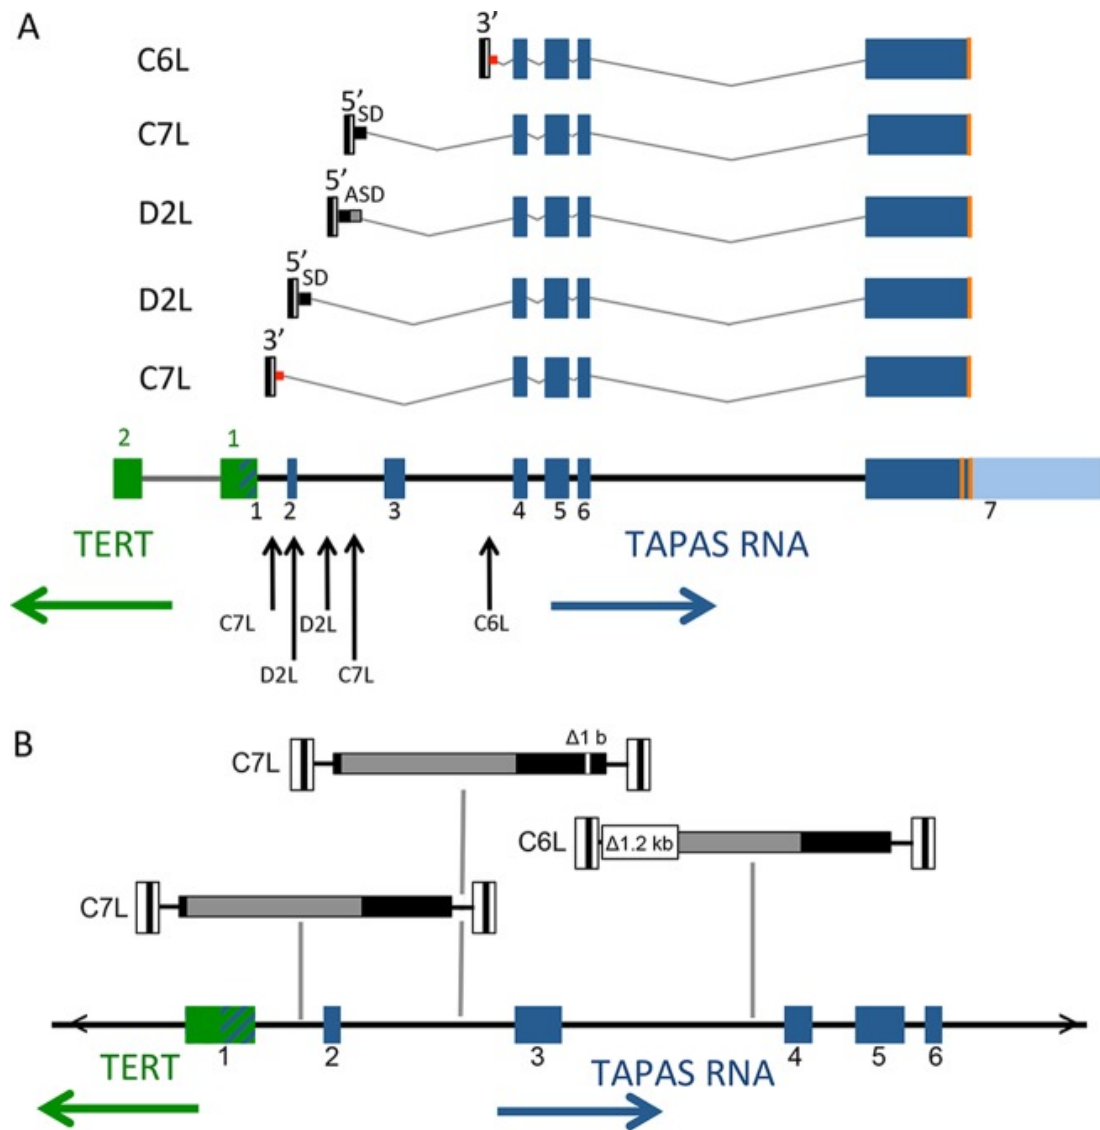 A
3’
C6L
5’
SD
C7L
5’
ASD
D2L
5’
SD
D2L
3’
C7L
2 1
1 2 3 4 5 6 7
TERT TAPAS RNA
C7L D2L C6L
D2L C7L
B
Δ1 b
C7L
C6L Δ1.2 kb
C7L
1 2 3 4 5 6
TERT TAPAS RNA